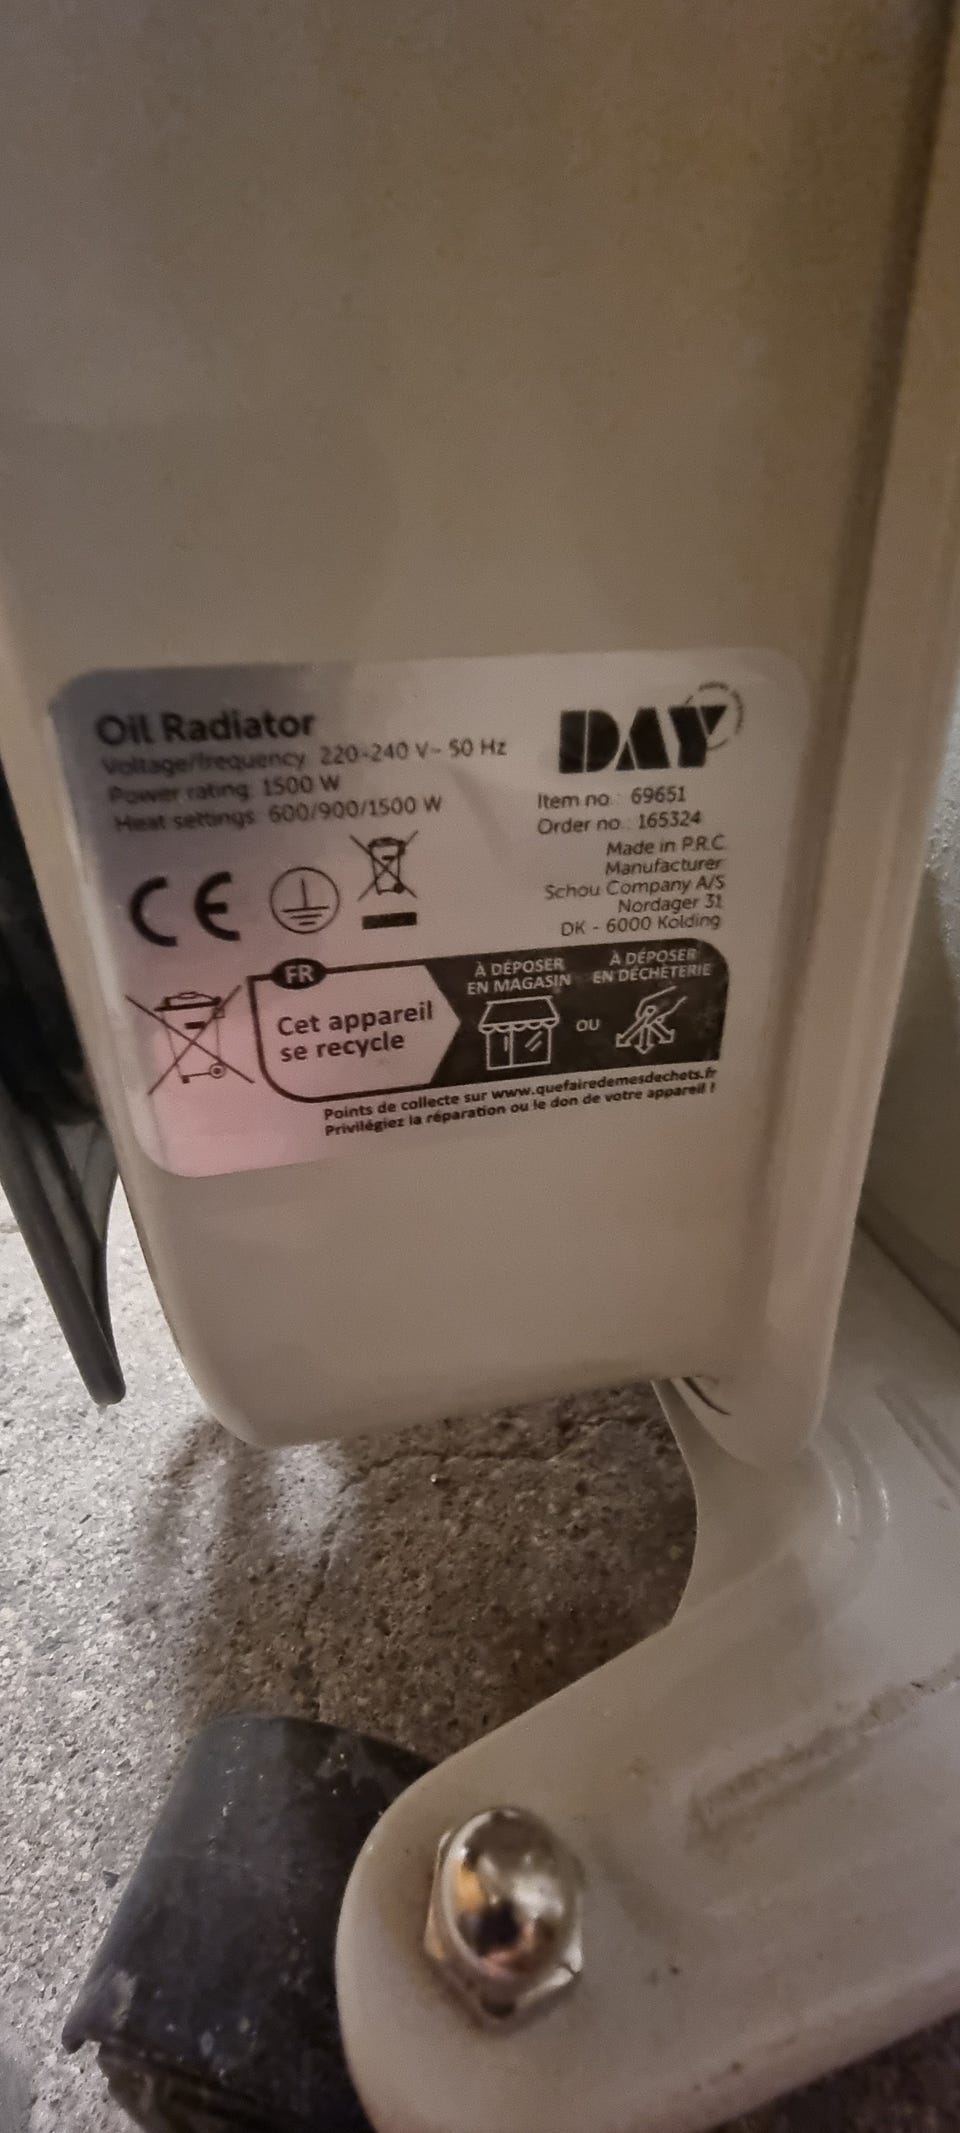 Oil Radiator
Voltage/frequency: 220-240 V~ 50 Hz
Power rating: 1500 W
Heat settings: 600/900/1500 W
DAY
Item no.: 69651
Order no.: 165324
Made in P.R.C.
Manufacturer:
Schou Company A/S
Nordager 31
DK - 6000 Kolding
CE
FR
Cet appareil
se recycle
À DÉPOSER
EN MAGASIN
OU
À DÉPOSER
EN DÉCHÈTERIE
Points de collecte sur www.quefairedemesdechets.fr
Privilégiez la réparation ou le don de votre appareil !